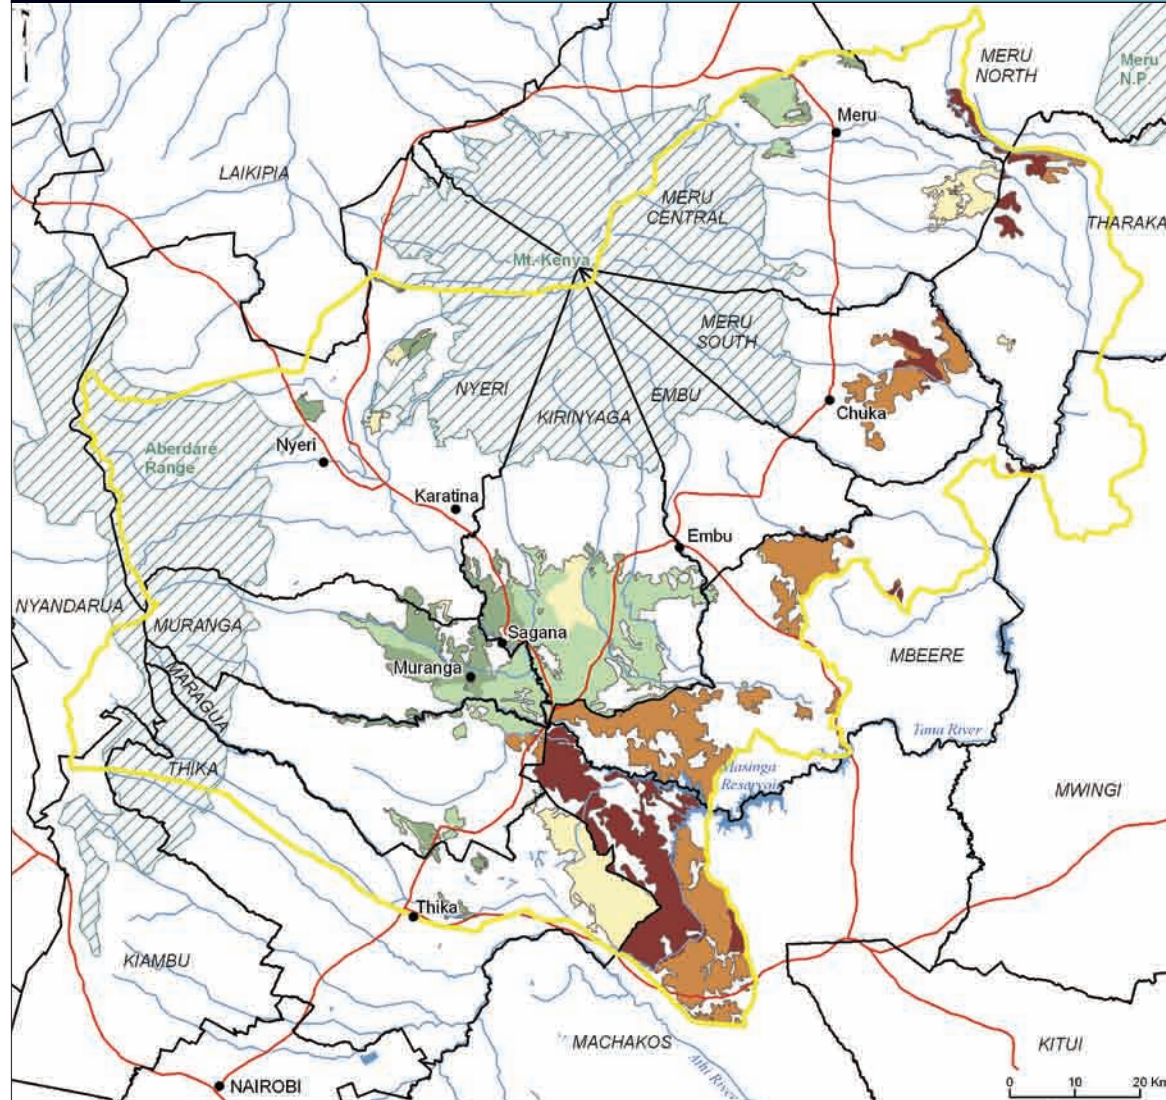 MERU
NORTH
Meru
N.P.
Meru
LAIKIPIA
MERU
CENTRAL
THARAKA
Mt. Kenya
MERU
SOUTH
NYERI
EMBU
KIRINYAGA
Chuka
Aberdare
Range
Nyeri
Karatina
Embu
NYANDARUA
MURANGA
Sagana
MBEERE
Muranga
MARAGUA
Tana River
THIKA
Masinga
Reservoir
MWINGI
Thika
KIAMBU
MACHAKOS
KITUI
Athi River
NAIROBI
0 10 20 Km